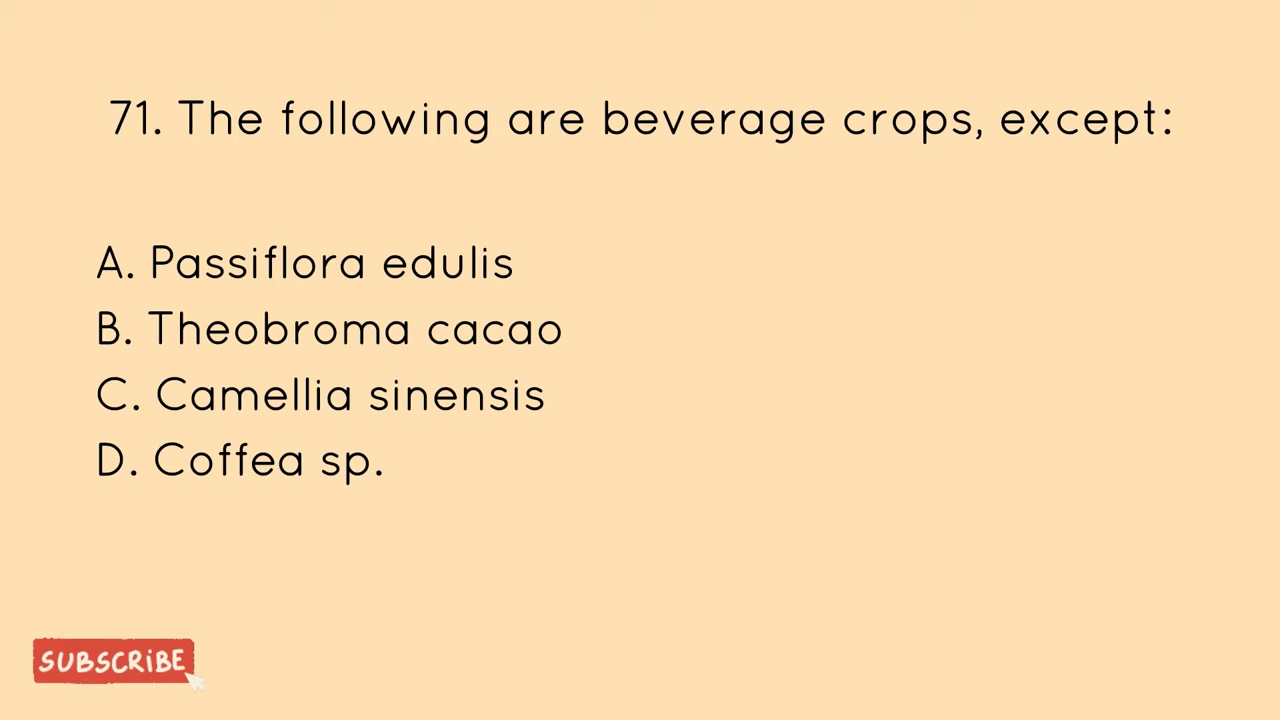 71. The following are beverage crops, except:
A. Passiflora edulis
B. Theobroma cacao
C. Camellia sinensis
D. Coffea sp.
SUBSCRiBE